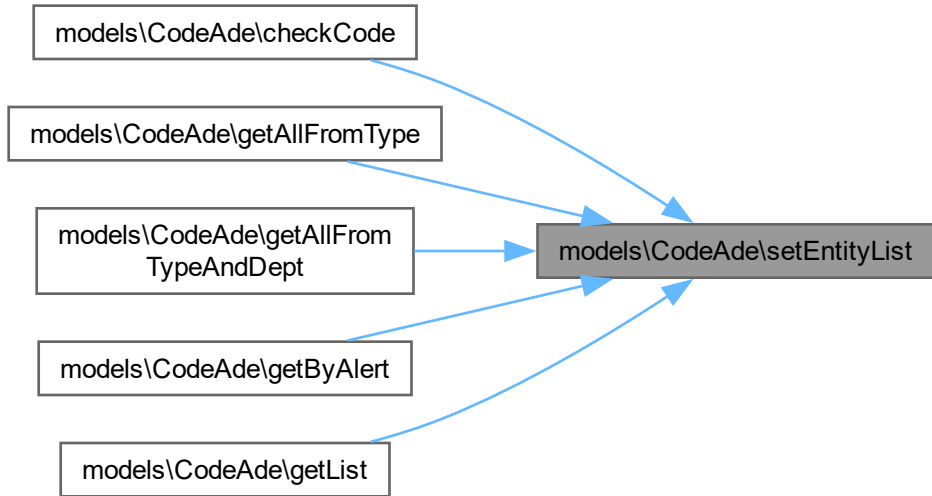 models\CodeAde\checkCode
models\CodeAde\getAllFromType
models\CodeAde\getAllFrom
TypeAndDept
models\CodeAde\setEntityList
models\CodeAde\getByAlert
models\CodeAde\getList